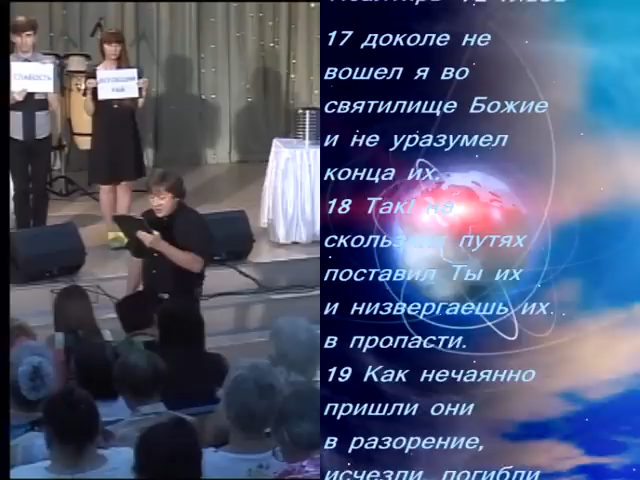 СЛАБОСТЬ
17 доколе не
вошел я во
святилище Божие
и не уразумел
конца их.
18 Так! на
скользких путях
поставил Ты их
и низвергаешь их
в пропасти.
19 Как нечаянно
пришли они
в разорение,
исчезли, погибли